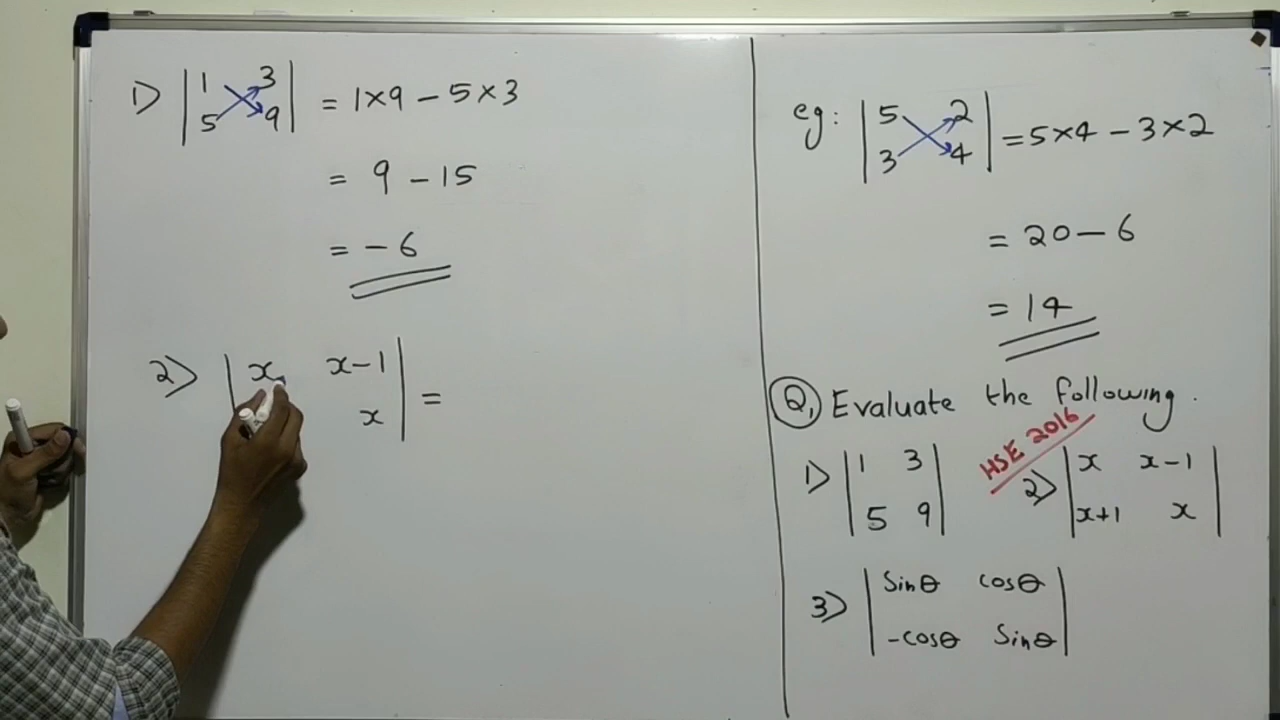 1) | 1 3 | = 1×9 − 5×3
| 5 9 |
= 9 − 15
= − 6
2) | x x−1 | =
| x |
eg: | 5 2 | = 5×4 − 3×2
| 3 4 |
= 20 − 6
= 14
Q, Evaluate the following.
1) | 1 3 |
| 5 9 |
HSE 2016
2) | x x−1 |
| x+1 x |
3) | Sinθ cosθ |
| -cosθ Sinθ |